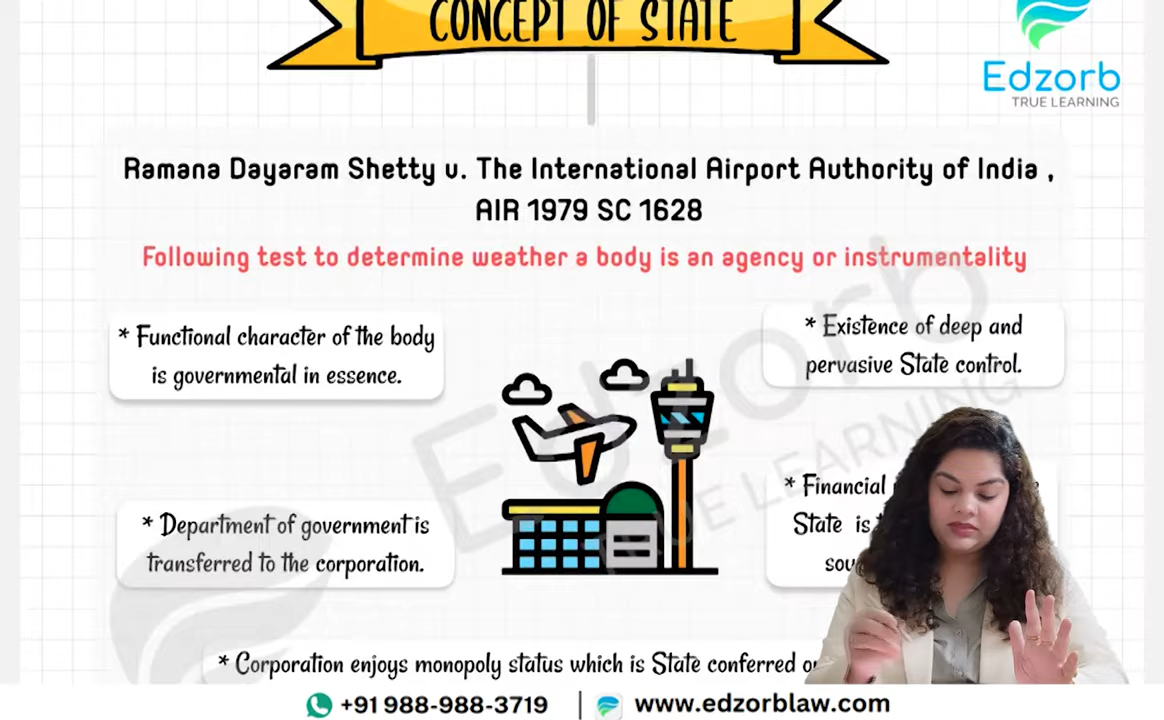 CONCEPT OF STATE
Edzorb
TRUE LEARNING
Ramana Dayaram Shetty v. The International Airport Authority of India ,
AIR 1979 SC 1628
Following test to determine weather a body is an agency or instrumentality
* Functional character of the body
is governmental in essence.
* Existence of deep and
pervasive State control.
* Department of government is
transferred to the corporation.
* Financial
State is
* Corporation enjoys monopoly status which is State conferred
Edzorb
TRUE LEARNING
+91 988-988-3719 | www.edzorblaw.com